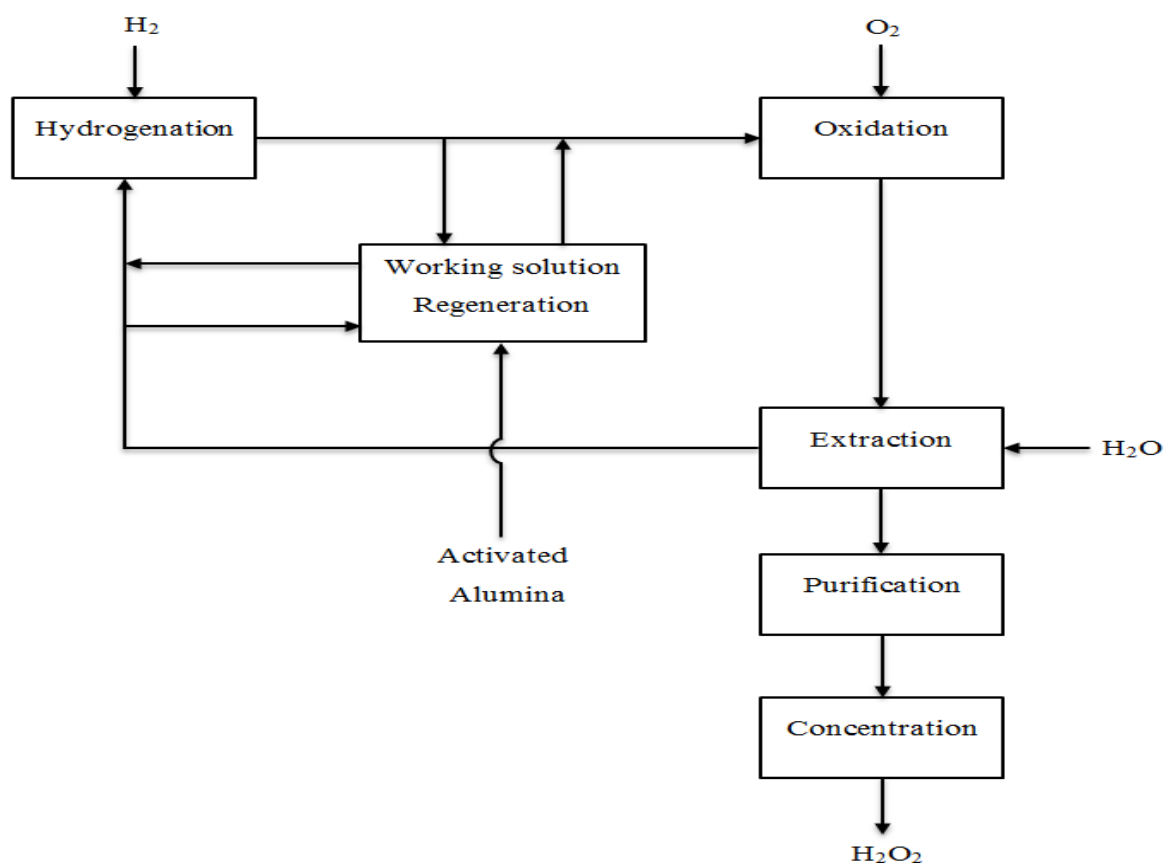 H₂
O₂
Hydrogenation
Oxidation
Working solution
Regeneration
Extraction
H₂O
Activated
Alumina
Purification
Concentration
H₂O₂